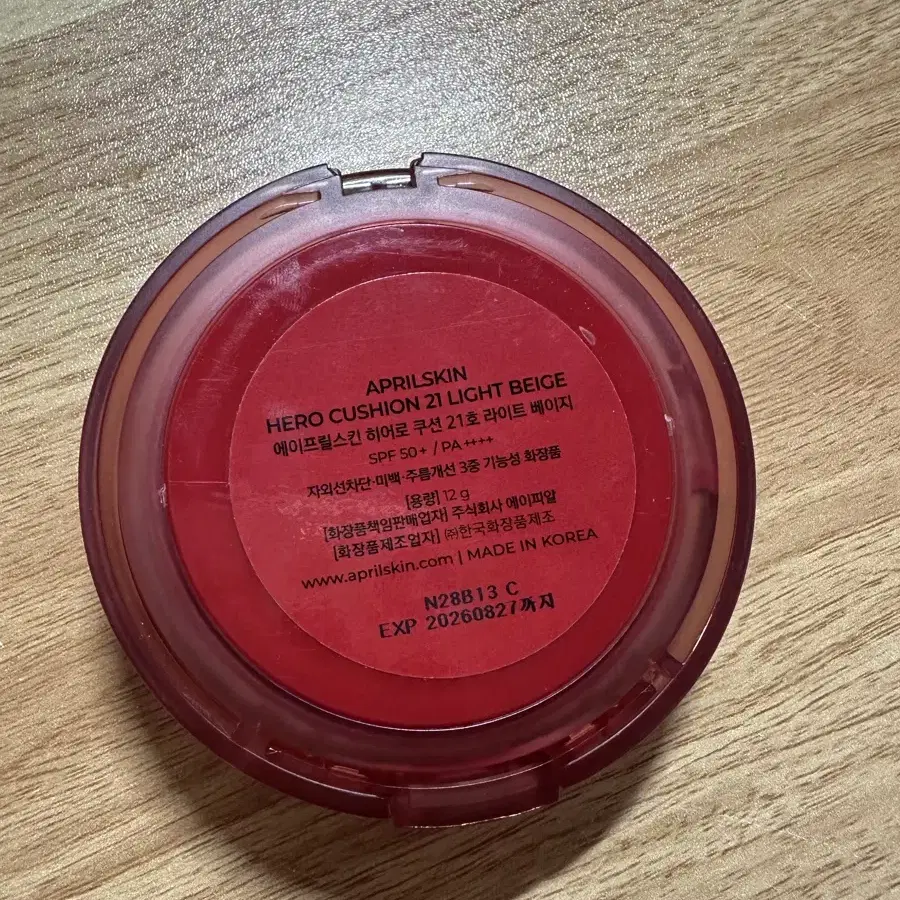 APRILSKIN
HERO CUSHION 21 LIGHT BEIGE
에이프릴스킨 히어로 쿠션 21호 라이트 베이지
SPF 50+ / PA ++++
자외선차단·미백·주름개선 3중 기능성 화장품
[용량] 12 g
[화장품책임판매업자] 주식회사 에이피알
[화장품제조업자] ㈜한국화장품제조
www.aprilskin.com | MADE IN KOREA
N28B13 C
EXP 20260827까지